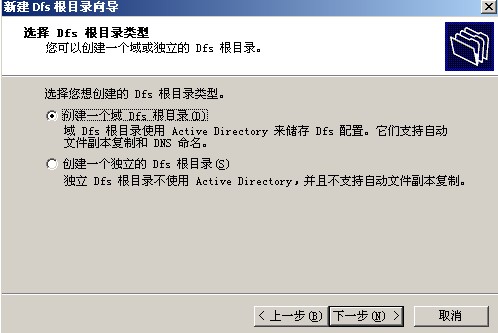 新建 Dfs 根目录向导
选择 Dfs 根目录类型
您可以创建一个域或独立的 Dfs 根目录。
选择您想创建的 Dfs 根目录类型。
创建一个域 Dfs 根目录(D)
域 Dfs 根目录使用 Active Directory 来储存 Dfs 配置。它们支持自动
文件副本复制和 DNS 命名。
创建一个独立的 Dfs 根目录(S)
独立 Dfs 根目录不使用 Active Directory，并且不支持自动文件副本复制。
< 上一步(B) 下一步(N) > 取消